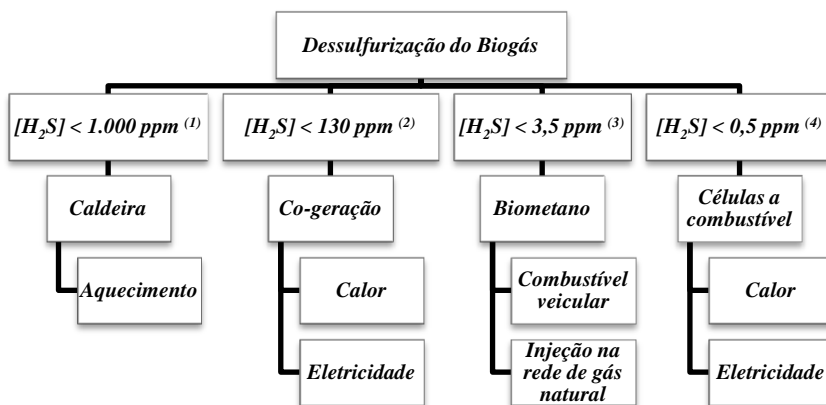 Dessulfurização do Biogás
[H₂S] < 1.000 ppm ⁽¹⁾
[H₂S] < 130 ppm ⁽²⁾
[H₂S] < 3,5 ppm ⁽³⁾
[H₂S] < 0,5 ppm ⁽⁴⁾
Caldeira
Co-geração
Biometano
Células a
combustível
Aquecimento
Calor
Combustível
veicular
Calor
Eletricidade
Injeção na
rede de gás
natural
Eletricidade